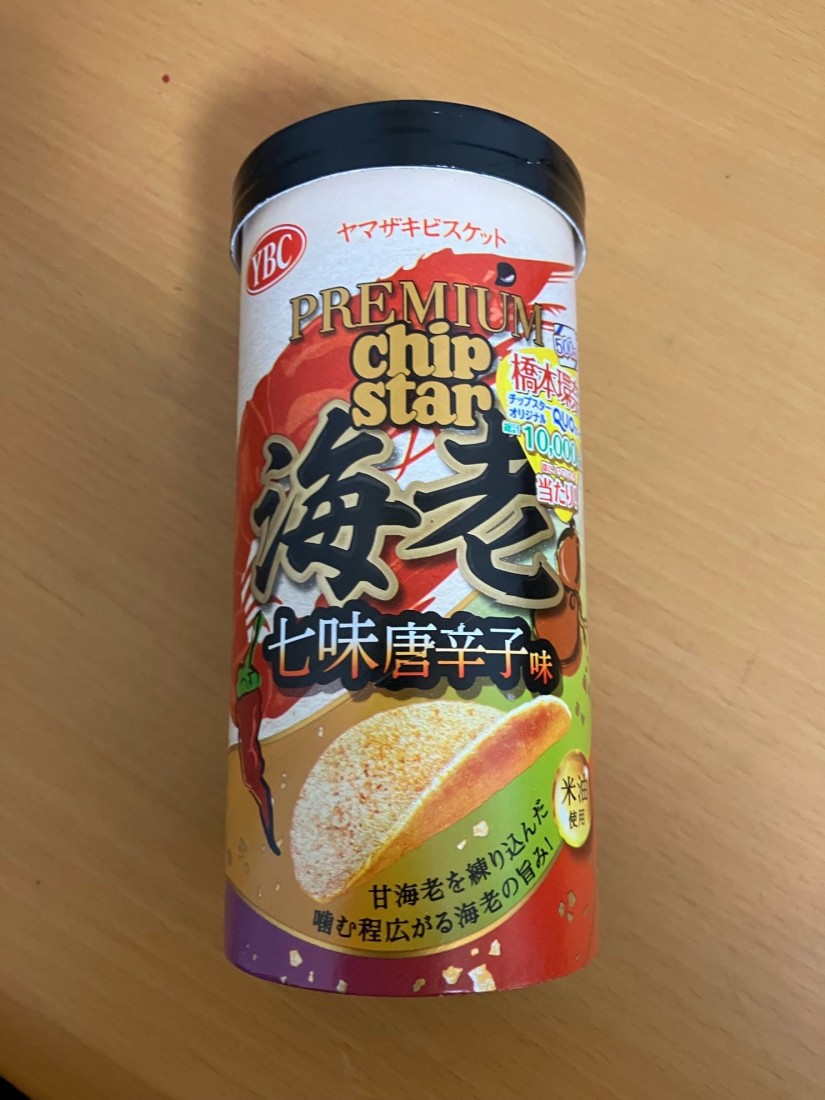 YBC
ヤマザキビスケット
PREMIUM
chip
star
海老
七味唐辛子味
橋本環
チップスター
オリジナル QUO
10,000
当たり!
米油
使用
甘海老を練り込んだ
噛む程広がる海老の旨み!